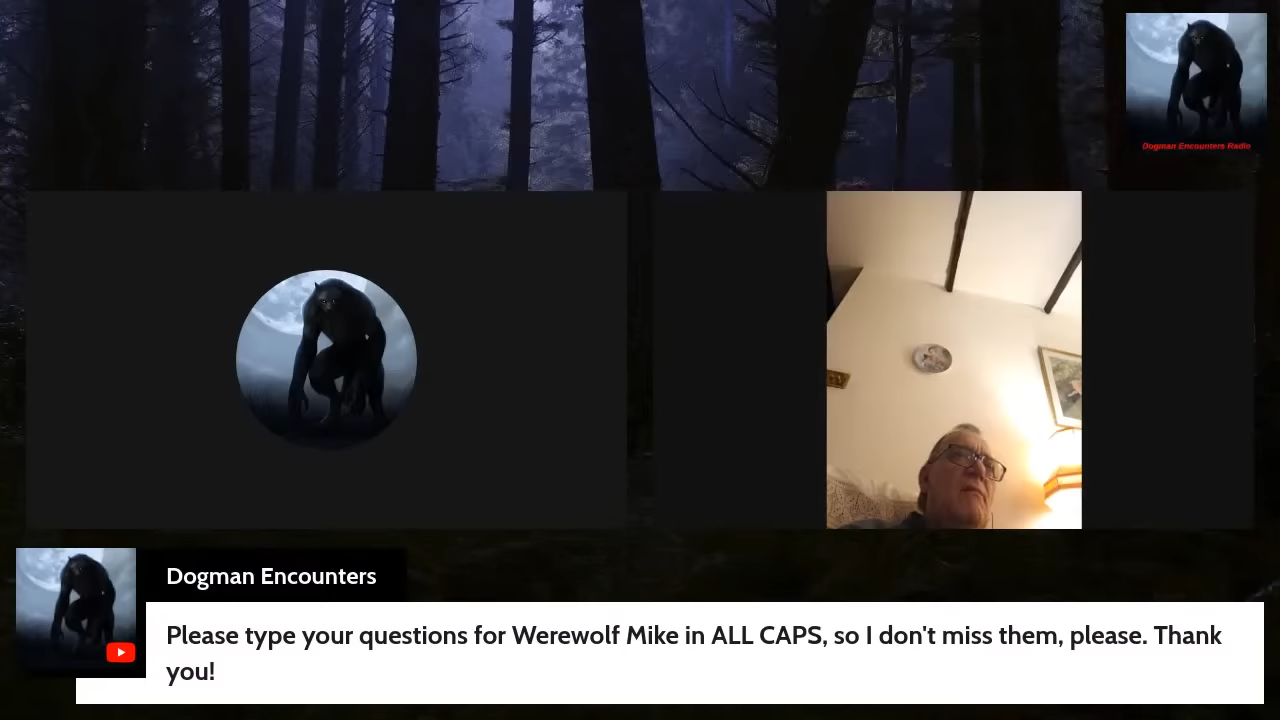 Dogman Encounters Radio
Dogman Encounters
Please type your questions for Werewolf Mike in ALL CAPS, so I don't miss them, please. Thank
you!